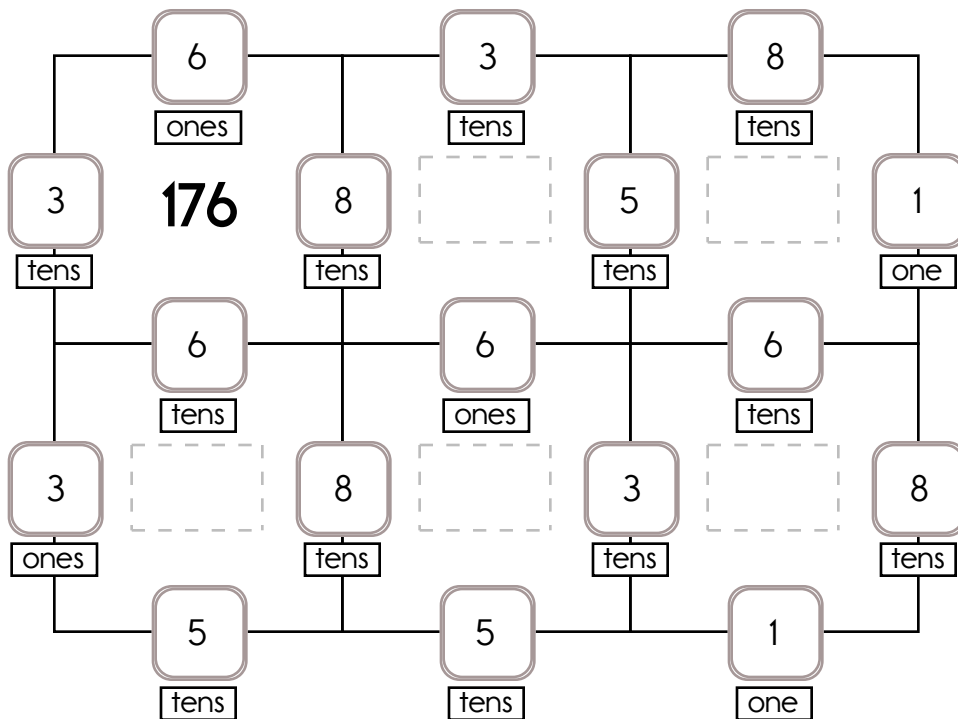 6 3 8
ones tens tens
3 176 8 5 1
tens tens tens one
6 6 6
tens ones tens
3 8 3 8
ones tens tens tens
5 5 1
tens tens one